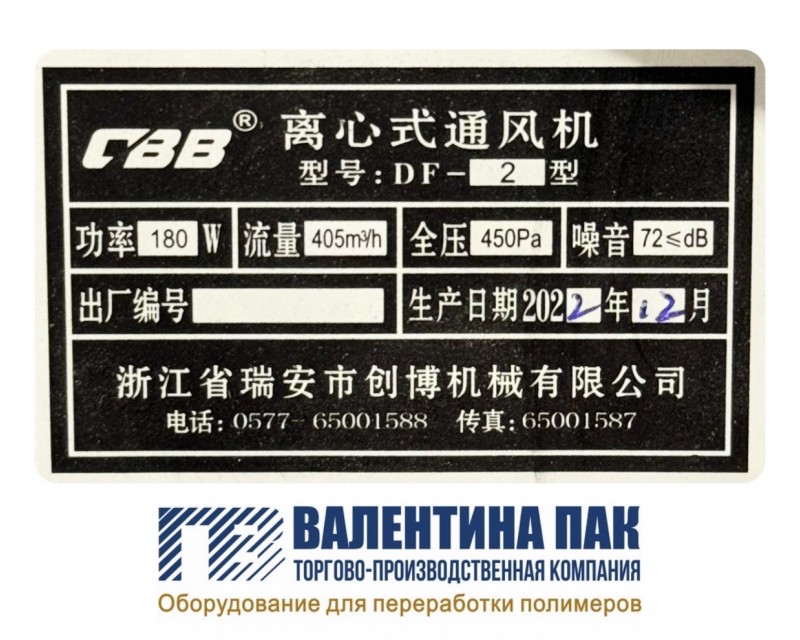 CBB® 离心式通风机
型号:DF-2型
功率 180 W 流量 405m³/h 全压 450Pa 噪音 72≤dB
出厂编号 生产日期 2022年12月
浙江省瑞安市创博机械有限公司
电话:0577-65001588 传真:65001587
ВАЛЕНТИНА ПАК
ТОРГОВО-ПРОИЗВОДСТВЕННАЯ КОМПАНИЯ
Оборудование для переработки полимеров